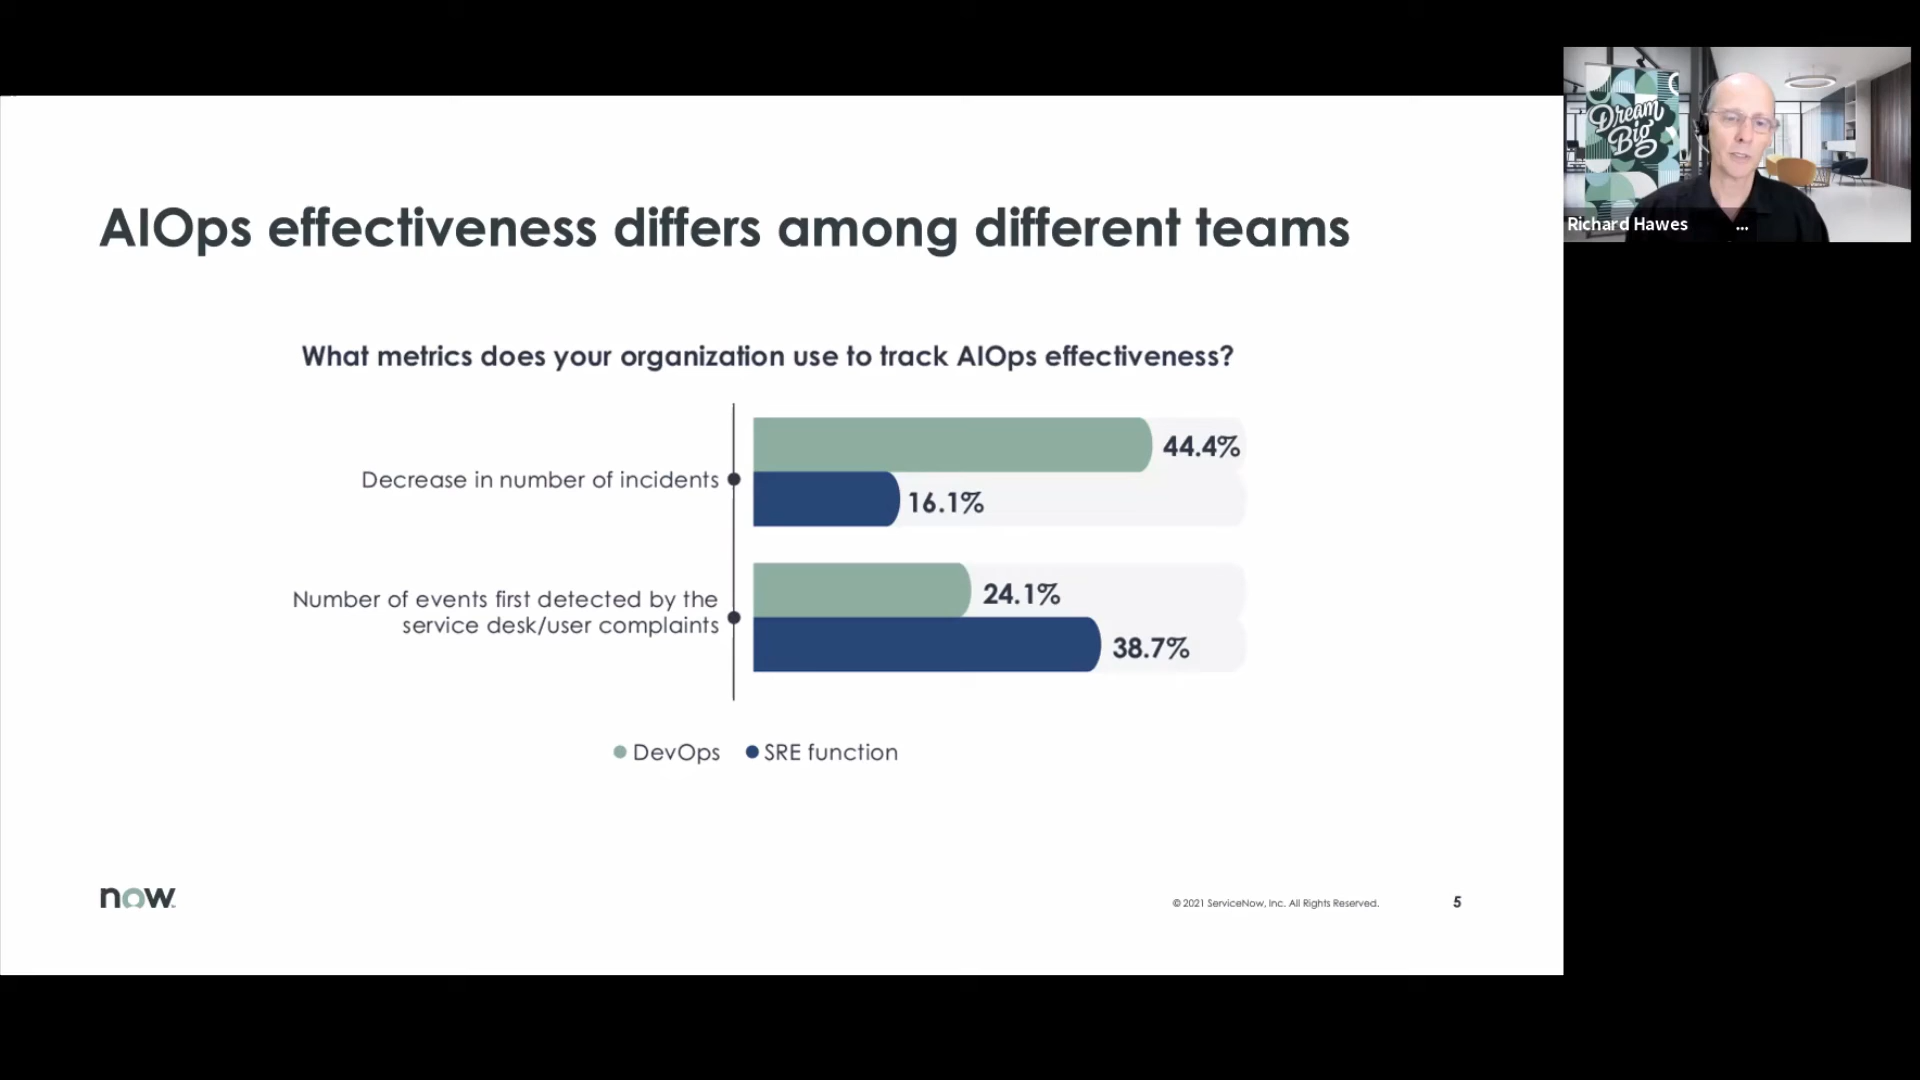 AIOps effectiveness differs among different teams
What metrics does your organization use to track AIOps effectiveness?
Decrease in number of incidents
44.4%
16.1%
Number of events first detected by the
service desk/user complaints
24.1%
38.7%
DevOps
SRE function
now
© 2021 ServiceNow, Inc. All Rights Reserved.
5
Dream
Big
Richard Hawes
...